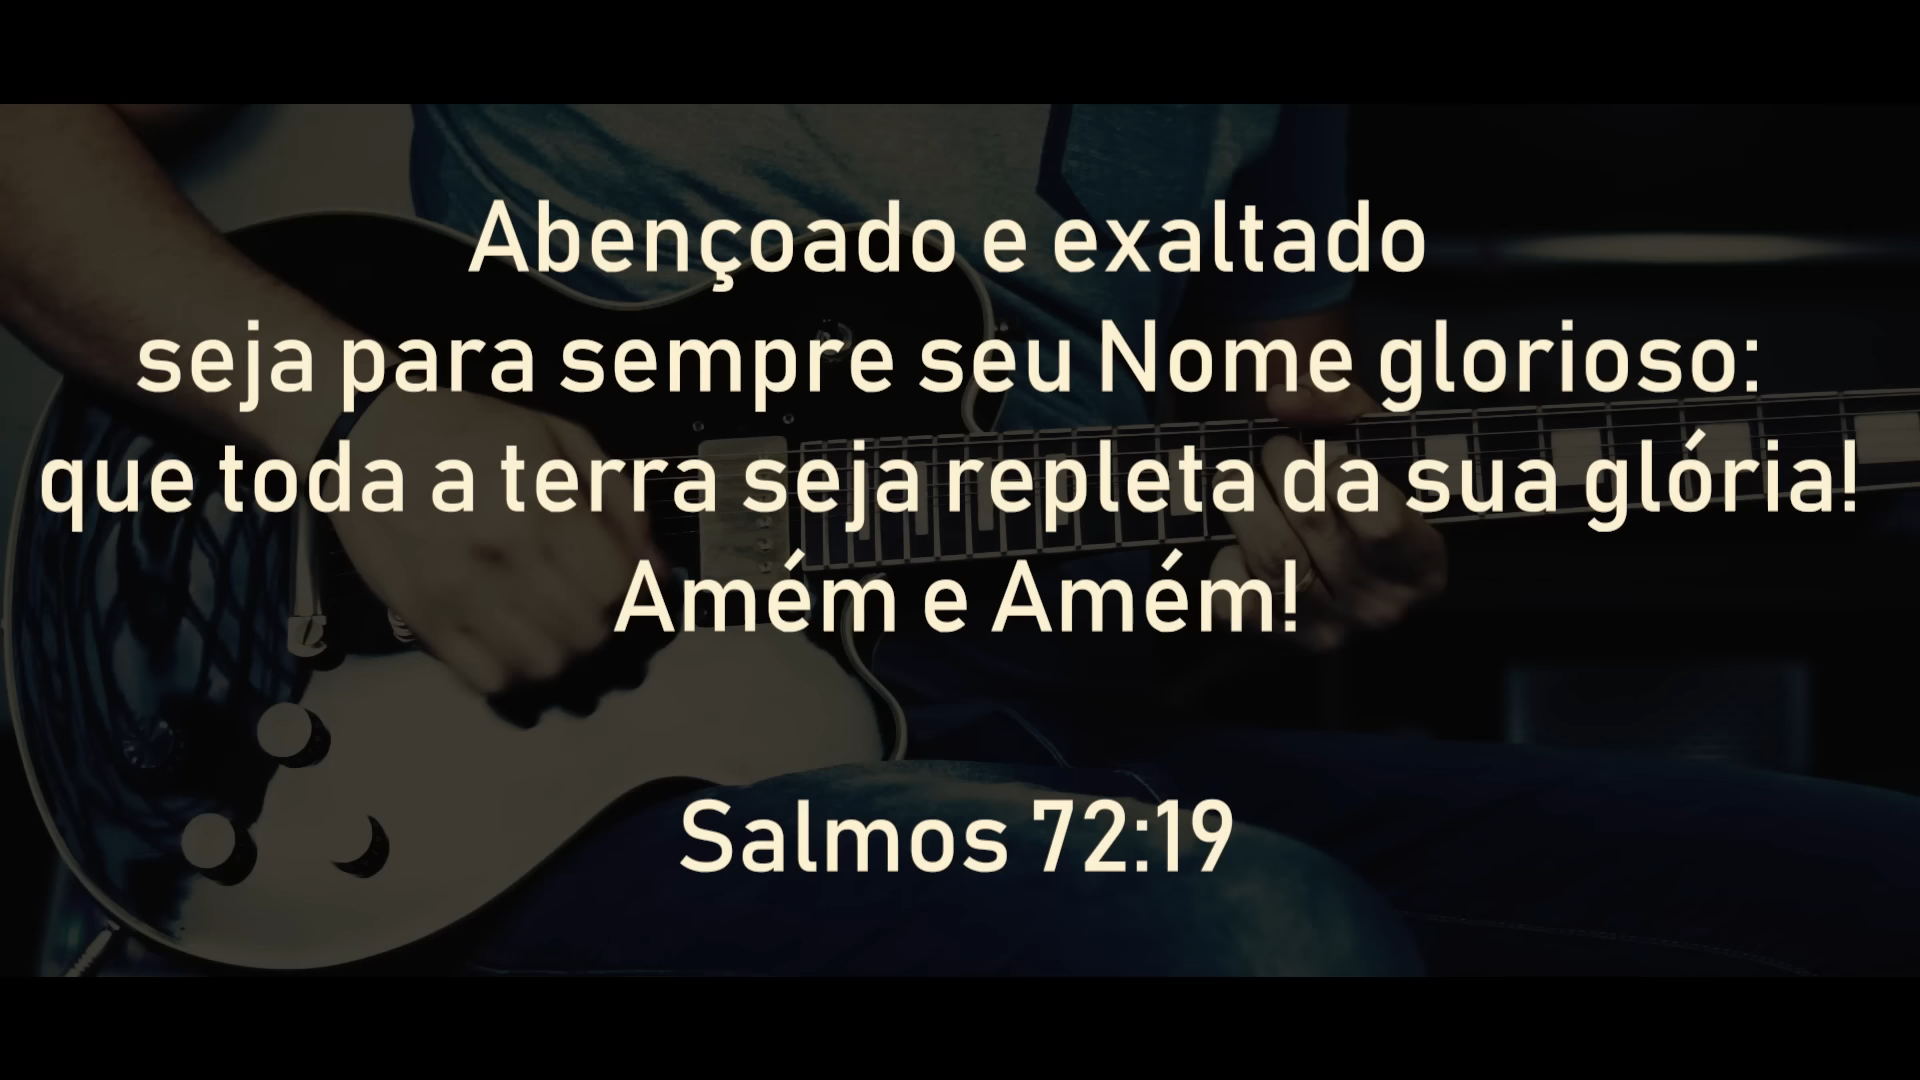 Abençoado e exaltado
seja para sempre seu Nome glorioso:
que toda a terra seja repleta da sua glória!
Amém e Amém!
Salmos 72:19